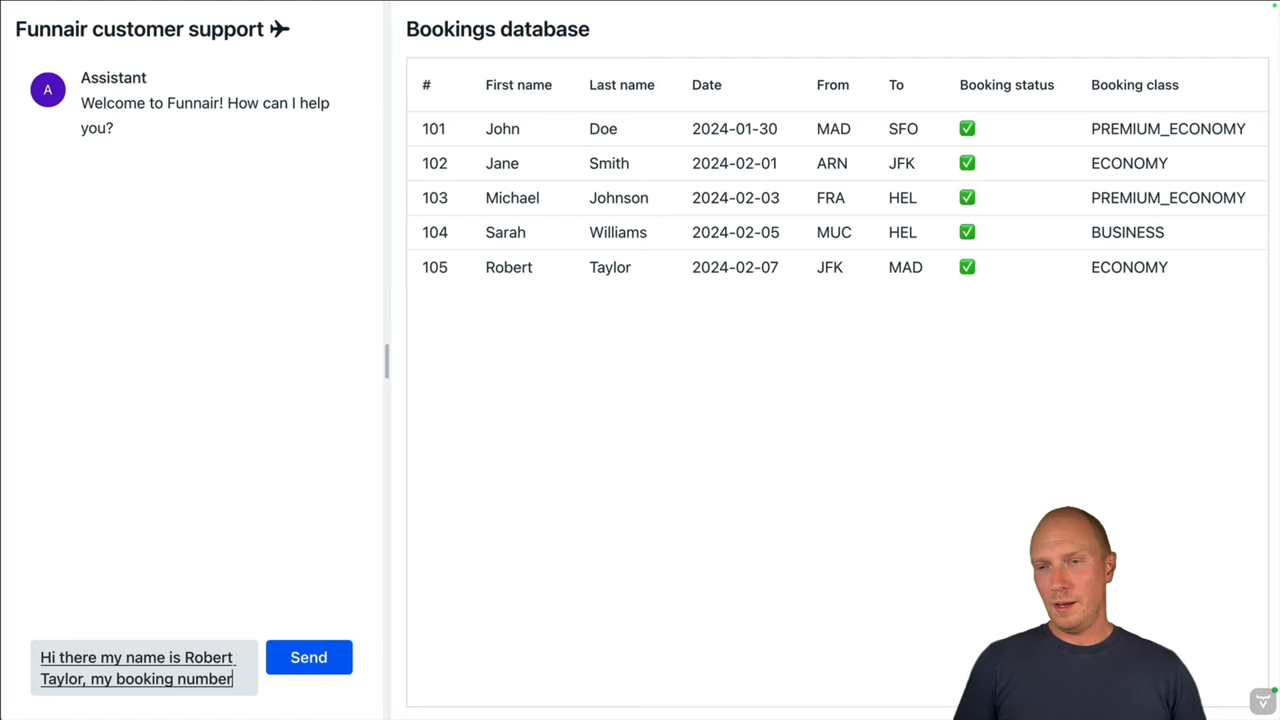 Funnair customer support ✈
A
Assistant
Welcome to Funnair! How can I help
you?
Hi there my name is Robert
Taylor, my booking number
Send
Bookings database
# First name Last name Date From To Booking status Booking class
101 John Doe 2024-01-30 MAD SFO ✅ PREMIUM_ECONOMY
102 Jane Smith 2024-02-01 ARN JFK ✅ ECONOMY
103 Michael Johnson 2024-02-03 FRA HEL ✅ PREMIUM_ECONOMY
104 Sarah Williams 2024-02-05 MUC HEL ✅ BUSINESS
105 Robert Taylor 2024-02-07 JFK MAD ✅ ECONOMY